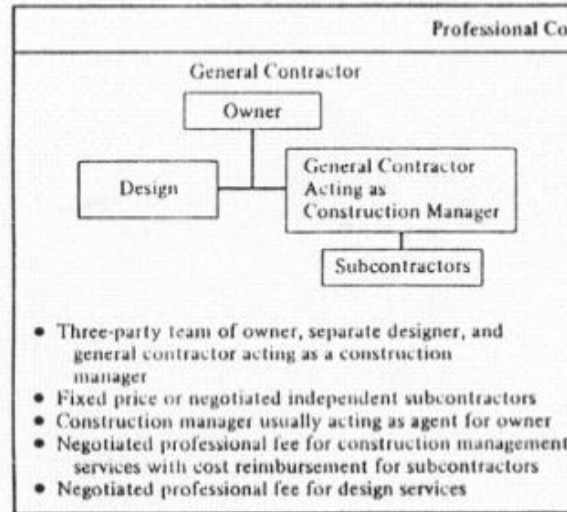 Professional Co
General Contractor
Owner
Design
General Contractor
Acting as
Construction Manager
Subcontractors
• Three-party team of owner, separate designer, and
general contractor acting as a construction
manager
• Fixed price or negotiated independent subcontractors
• Construction manager usually acting as agent for owner
• Negotiated professional fee for construction management
services with cost reimbursement for subcontractors
• Negotiated professional fee for design services